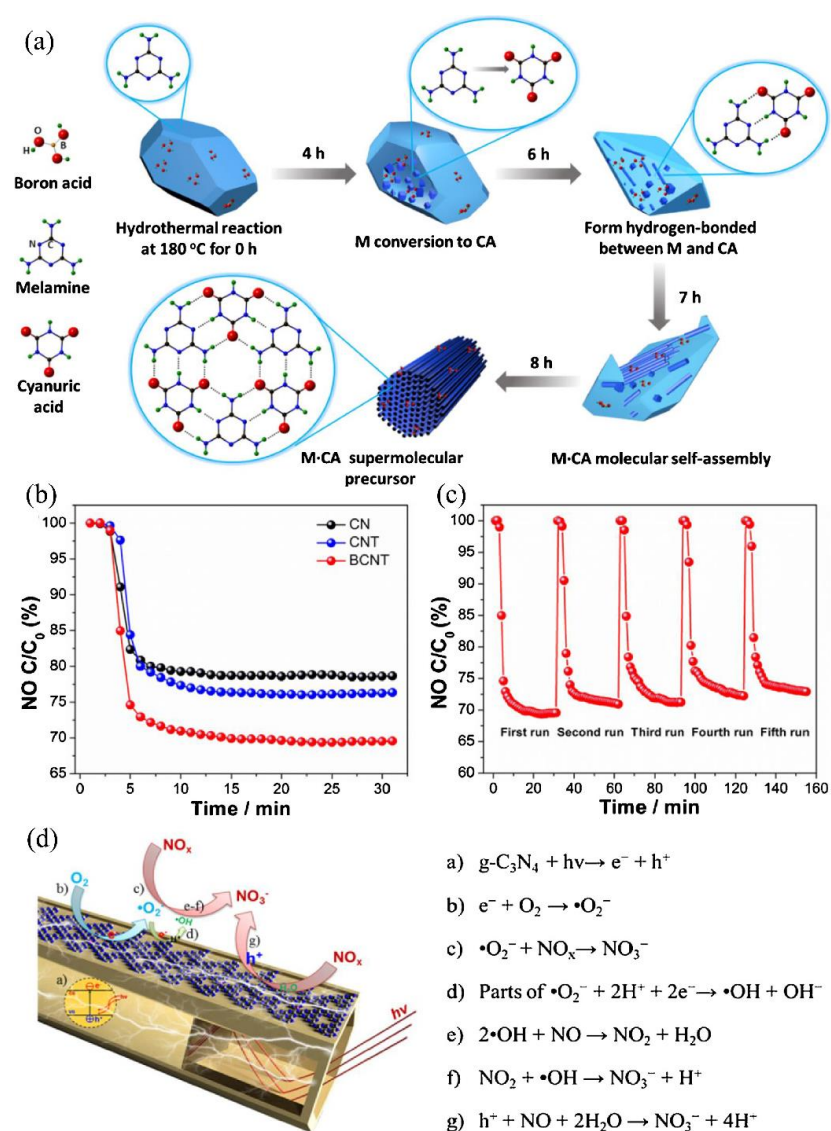 (a)
O
H
B
Boron acid
N
C
Melamine
Cyanuric
acid
Hydrothermal reaction
at 180 °C for 0 h
4 h
M conversion to CA
6 h
Form hydrogen-bonded
between M and CA
7 h
M·CA molecular self-assembly
8 h
M·CA supermolecular
precursor
(b)
NO C/C0 (%)
100
95
90
85
80
75
70
65
0 5 10 15 20 25 30
Time / min
CN
CNT
BCNT
(c)
NO C/C0 (%)
100
95
90
85
80
75
70
65
60
0 20 40 60 80 100 120 140 160
Time / min
First run Second run Third run Fourth run Fifth run
(d)
NOx
O2
b)
c)
•O2
e-f)
•OH
d)
NO3-
g)
h+
NOx
a)
hν
a) g-C3N4 + hν→ e− + h+
b) e− + O2 → •O2−
c) •O2− + NOx→ NO3−
d) Parts of •O2− + 2H+ + 2e−→ •OH + OH−
e) 2•OH + NO → NO2 + H2O
f) NO2 + •OH → NO3− + H+
g) h+ + NO + 2H2O → NO3− + 4H+